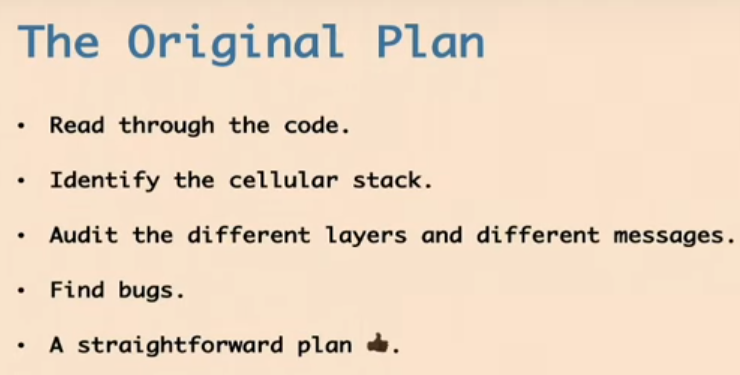 The Original Plan
• Read through the code.
• Identify the cellular stack.
• Audit the different layers and different messages.
• Find bugs.
• A straightforward plan 👍🏿.